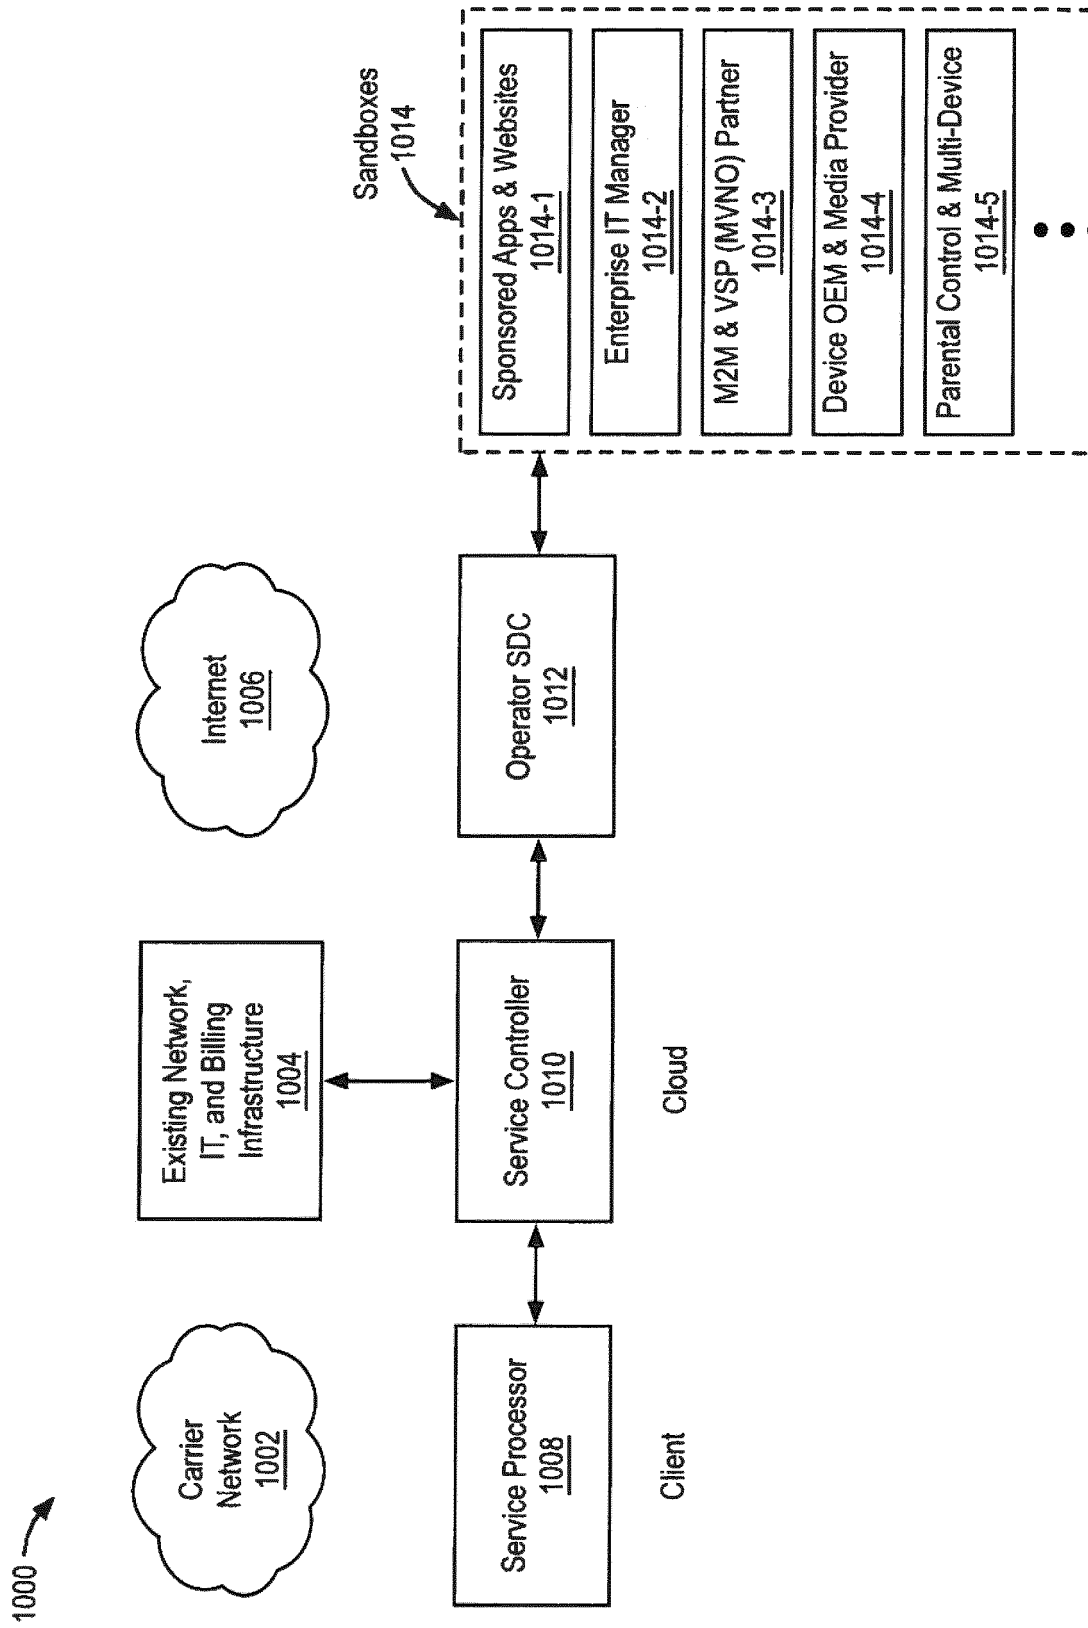 1000
Carrier
Network
1002
Existing Network,
IT, and Billing
Infrastructure
1004
Internet
1006
Service Processor
1008
Client
Service Controller
1010
Cloud
Operator SDC
1012
Sandboxes
1014
Sponsored Apps & Websites
1014-1
Enterprise IT Manager
1014-2
M2M & VSP (MVNO) Partner
1014-3
Device OEM & Media Provider
1014-4
Parental Control & Multi-Device
1014-5